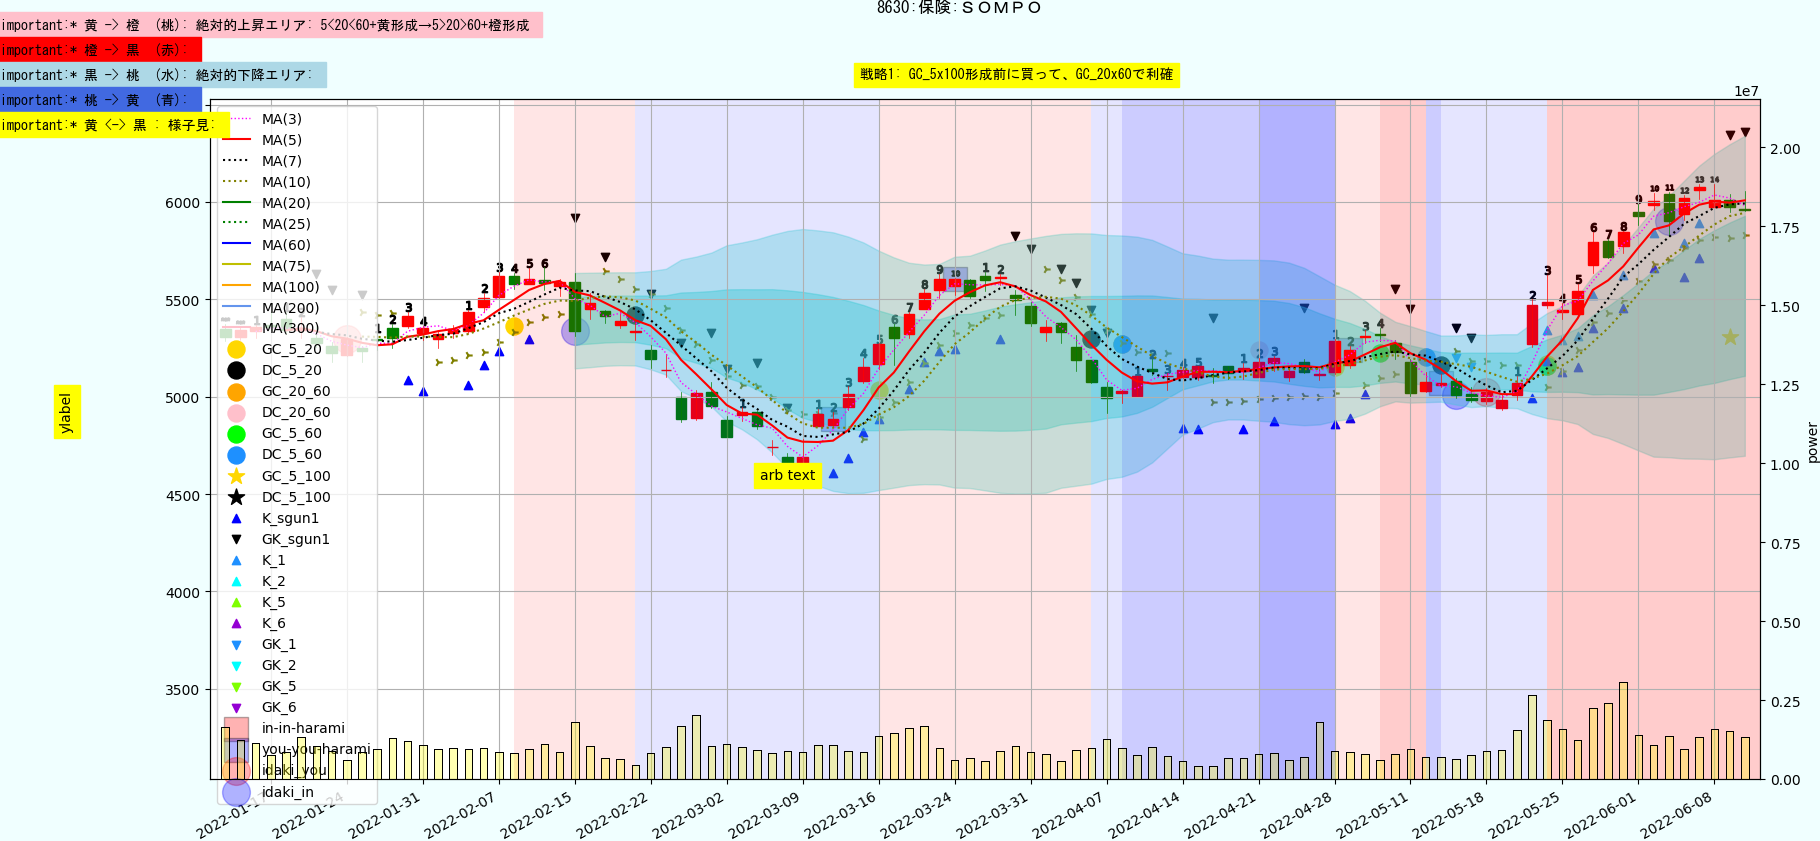 8630:保険:ＳＯＭＰＯ
important:* 黄 -> 橙 (桃): 絶対的上昇エリア: 5<20<60+黄形成→5>20>60+橙形成
important:* 橙 -> 黒 (赤):
important:* 黒 -> 桃 (水): 絶対的下降エリア:
important:* 桃 -> 黄 (青):
important:* 黄 <-> 黒 : 様子見:
戦略1: GC_5x100形成前に買って、GC_20x60で利確
1e7
MA(3)
MA(5)
MA(7)
MA(10)
MA(20)
MA(25)
MA(60)
MA(75)
MA(100)
MA(200)
MA(300)
GC_5_20
DC_5_20
GC_20_60
DC_20_60
GC_5_60
DC_5_60
GC_5_100
DC_5_100
K_sgun1
GK_sgun1
K_1
K_2
K_5
K_6
GK_1
GK_2
GK_5
GK_6
in-in-harami
you-you-harami
idaki_you
idaki_in
6000
5500
5000
4500
4000
3500
ylabel
arb text
2.00
1.75
1.50
1.25
1.00
0.75
0.50
0.25
0.00
power
2022-01-17
2022-01-24
2022-01-31
2022-02-07
2022-02-15
2022-02-22
2022-03-02
2022-03-09
2022-03-16
2022-03-24
2022-03-31
2022-04-07
2022-04-14
2022-04-21
2022-04-28
2022-05-11
2022-05-18
2022-05-25
2022-06-01
2022-06-08